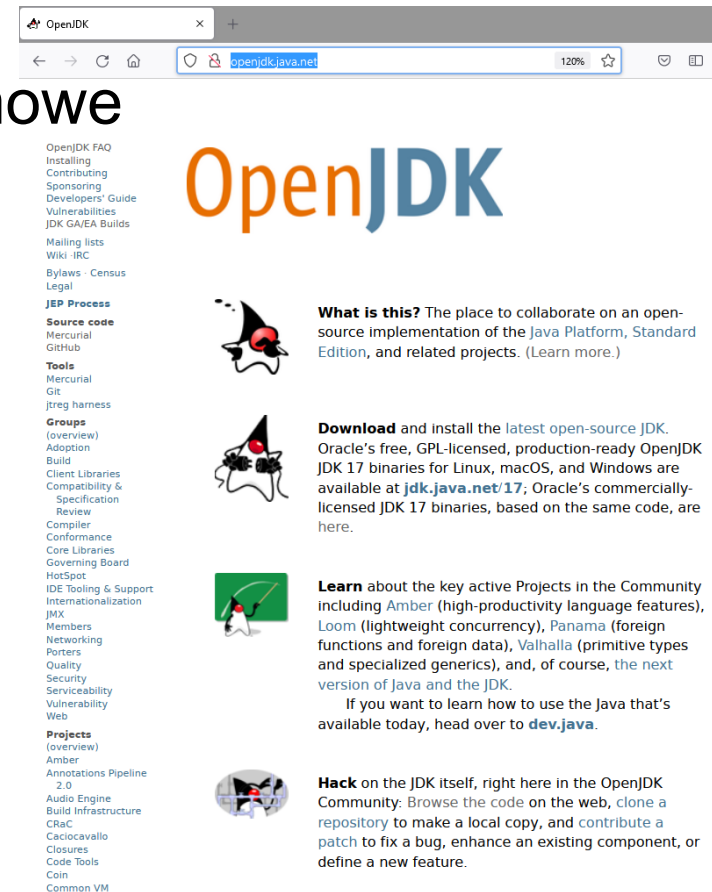 OpenJDK
openjdk.java.net
120%
OpenJDK FAQ
Installing
Contributing
Sponsoring
Developers' Guide
Vulnerabilities
JDK GA/EA Builds
Mailing lists
Wiki ·IRC
Bylaws · Census
Legal
JEP Process
Source code
Mercurial
GitHub
Tools
Mercurial
Git
jtreg harness
Groups
(overview)
Adoption
Build
Client Libraries
Compatibility &
Specification
Review
Compiler
Conformance
Core Libraries
Governing Board
HotSpot
IDE Tooling & Support
Internationalization
JMX
Members
Networking
Porters
Quality
Security
Serviceability
Vulnerability
Web
Projects
(overview)
Amber
Annotations Pipeline
2.0
Audio Engine
Build Infrastructure
CRaC
Caciocavallo
Closures
Code Tools
Coin
Common VM
OpenJDK
What is this? The place to collaborate on an open-
source implementation of the Java Platform, Standard
Edition, and related projects. (Learn more.)
Download and install the latest open-source JDK.
Oracle’s free, GPL-licensed, production-ready OpenJDK
JDK 17 binaries for Linux, macOS, and Windows are
available at jdk.java.net/17; Oracle’s commercially-
licensed JDK 17 binaries, based on the same code, are
here.
Learn about the key active Projects in the Community
including Amber (high-productivity language features),
Loom (lightweight concurrency), Panama (foreign
functions and foreign data), Valhalla (primitive types
and specialized generics), and, of course, the next
version of Java and the JDK.
If you want to learn how to use the Java that’s
available today, head over to dev.java.
Hack on the JDK itself, right here in the OpenJDK
Community: Browse the code on the web, clone a
repository to make a local copy, and contribute a
patch to fix a bug, enhance an existing component, or
define a new feature.